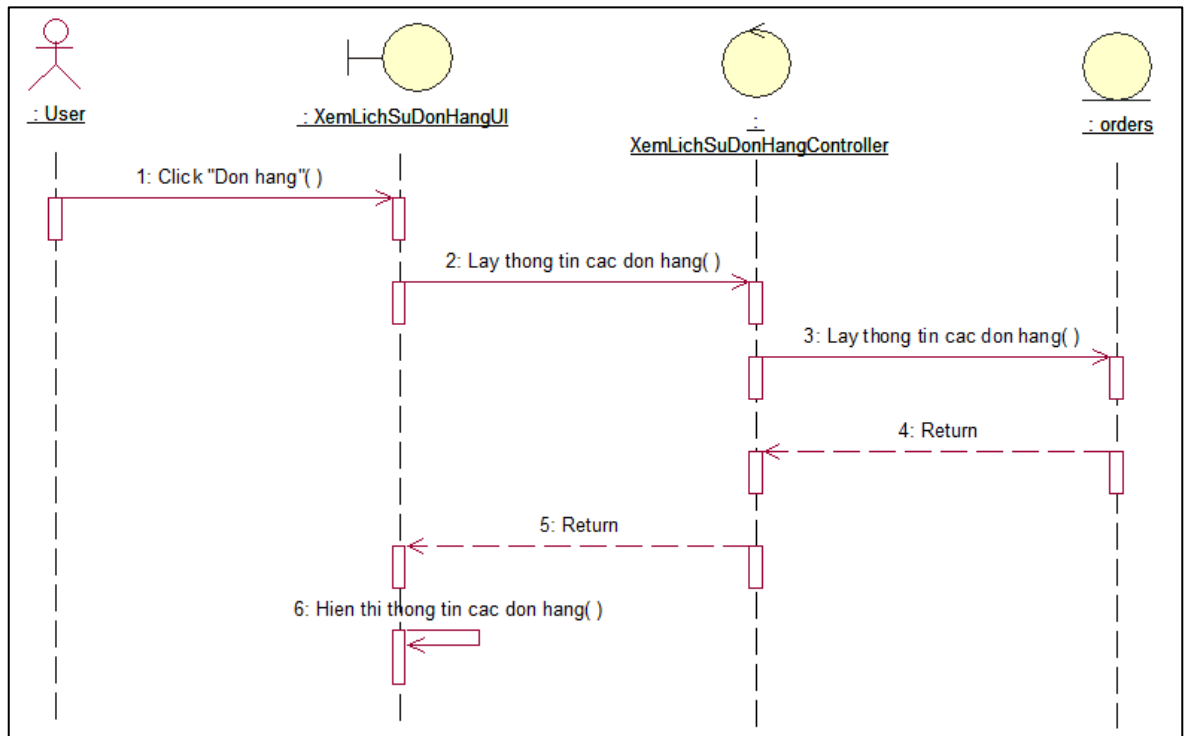 : User
: XemLichSuDonHangUI
:
XemLichSuDonHangController
: orders
1: Click "Don hang"( )
2: Lay thong tin cac don hang( )
3: Lay thong tin cac don hang( )
4: Return
5: Return
6: Hien thi thong tin cac don hang( )